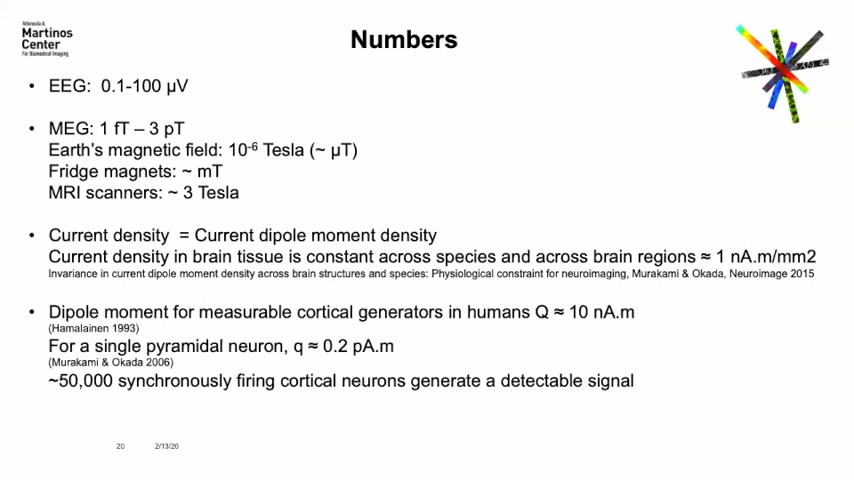 Athinoula A.
Martinos
Center
For Biomedical Imaging
Numbers
• EEG: 0.1-100 µV
• MEG: 1 fT – 3 pT
Earth's magnetic field: 10⁻⁶ Tesla (~ µT)
Fridge magnets: ~ mT
MRI scanners: ~ 3 Tesla
• Current density = Current dipole moment density
Current density in brain tissue is constant across species and across brain regions ≈ 1 nA.m/mm2
Invariance in current dipole moment density across brain structures and species: Physiological constraint for neuroimaging, Murakami & Okada, Neuroimage 2015
• Dipole moment for measurable cortical generators in humans Q ≈ 10 nA.m
(Hamalainen 1993)
For a single pyramidal neuron, q ≈ 0.2 pA.m
(Murakami & Okada 2006)
~50,000 synchronously firing cortical neurons generate a detectable signal
20 2/13/20